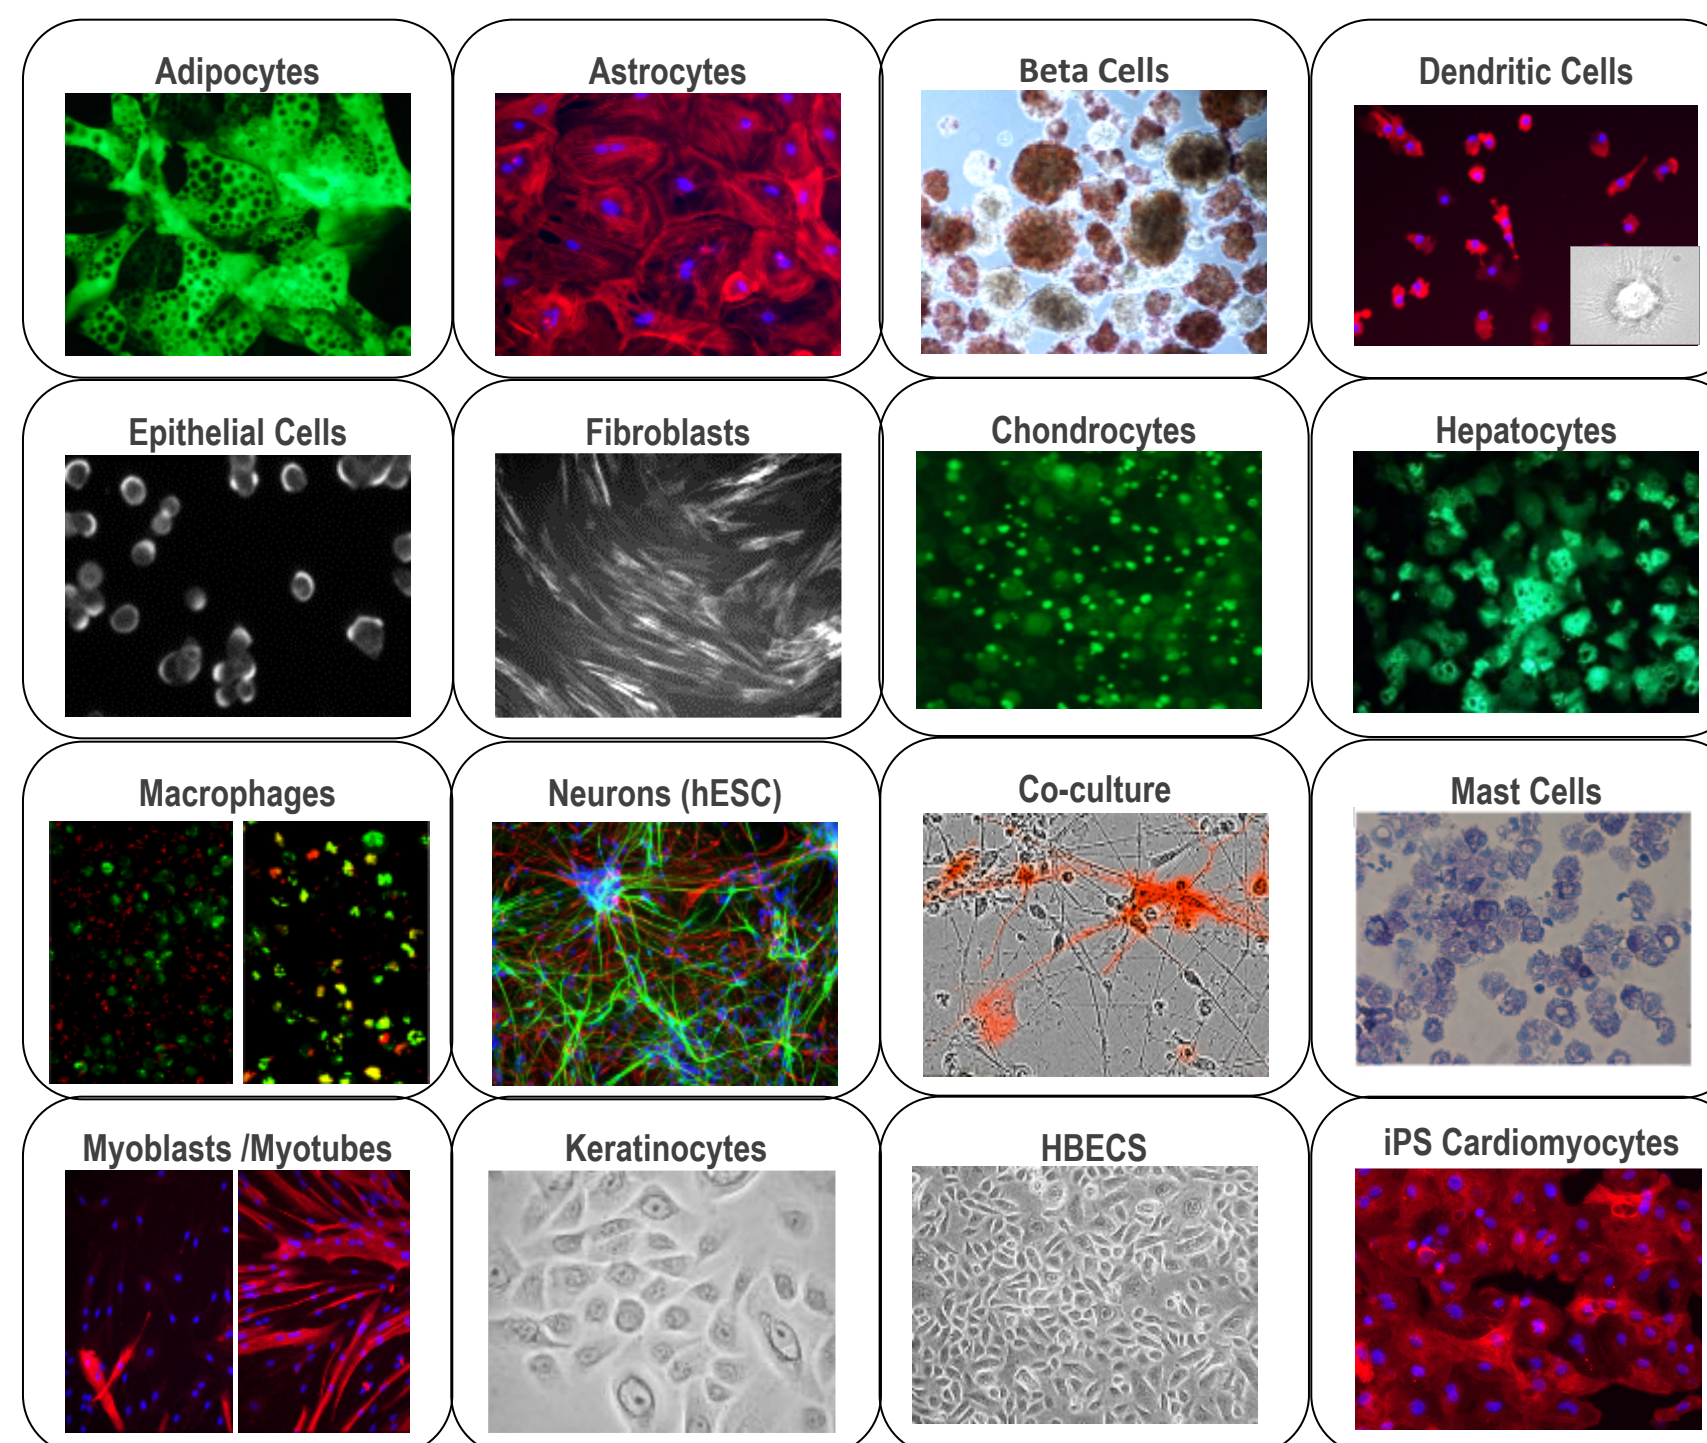 Adipocytes
Astrocytes
Beta Cells
Dendritic Cells
Epithelial Cells
Fibroblasts
Chondrocytes
Hepatocytes
Macrophages
Neurons (hESC)
Co-culture
Mast Cells
Myoblasts /Myotubes
Keratinocytes
HBECS
iPS Cardiomyocytes